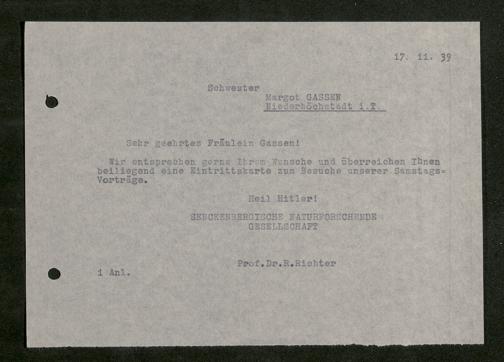 17. 11. 39
Schwester
Margot GASSEN
Niederhöchstadt i.T.
Sehr geehrtes Fräulein Gassen!
Wir entsprechen gerne Ihrem Wunsche und überreichen Ihnen
beiliegend eine Eintrittskarte zum Besuche unserer Samstags-
Vorträge.
Heil Hitler!
SENCKENBERGISCHE NATURFORSCHENDE
GESELLSCHAFT
Prof.Dr.R.Richter
1 Anl.